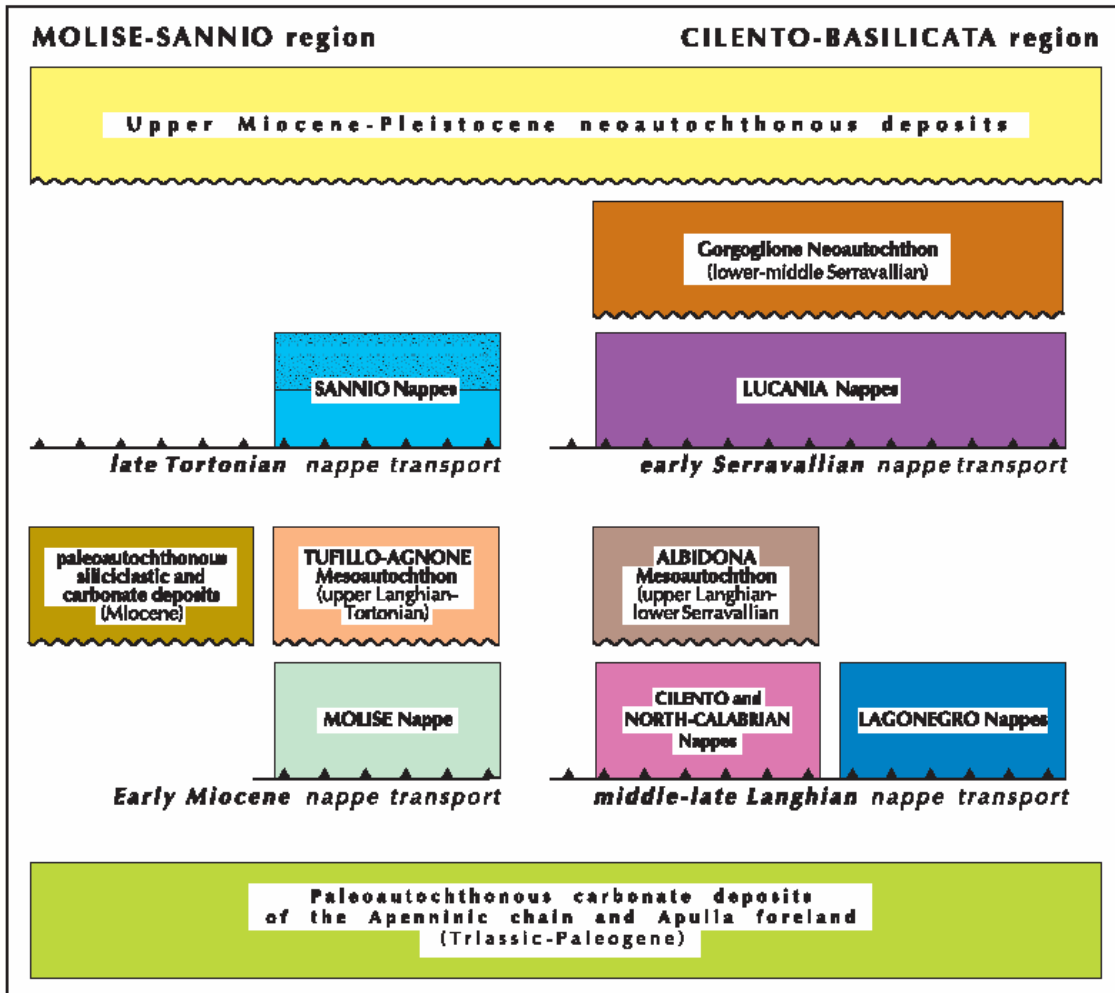 MOLISE-SANNIO region
CILENTO-BASILICATA region
Upper Miocene-Pleistocene neoautochthonous deposits
Gorgoglione Neoautochthon
(lower-middle Serravallian)
SANNIO Nappes
LUCANIA Nappes
late Tortonian nappe transport
early Serravallian nappe transport
paleoautochthonous
siliciclastic and
carbonate deposits
(Miocene)
TUFILLO-AGNONE
Mesoautochthon
(upper Langhian-
Tortonian)
ALBIDONA
Mesoautochthon
(upper Langhian-
lower Serravallian
MOLISE Nappe
CILENTO and
NORTH-CALABRIAN
Nappes
LAGONEGRO Nappes
Early Miocene nappe transport
middle-late Langhian nappe transport
Paleoautochthonous carbonate deposits
of the Apenninic chain and Apulia foreland
(Triassic-Paleogene)